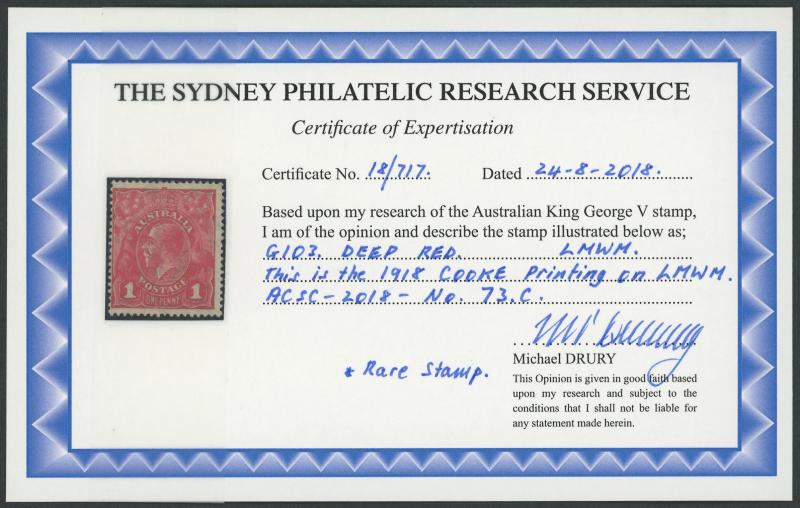 THE SYDNEY PHILATELIC RESEARCH SERVICE
Certificate of Expertisation
Certificate No. 18/717. Dated 24-8-2018.
Based upon my research of the Australian King George V stamp,
I am of the opinion and describe the stamp illustrated below as;
G103. DEEP RED. LMWM.
This is the 1918 COOKE Printing on LMWM.
ACSC-2018- No. 73.C.
AUSTRALIA
POSTAGE
1 ONE PENNY 1
Michael DRURY
* Rare Stamp.
This Opinion is given in good faith based
upon my research and subject to the
conditions that I shall not be liable for
any statement made herein.